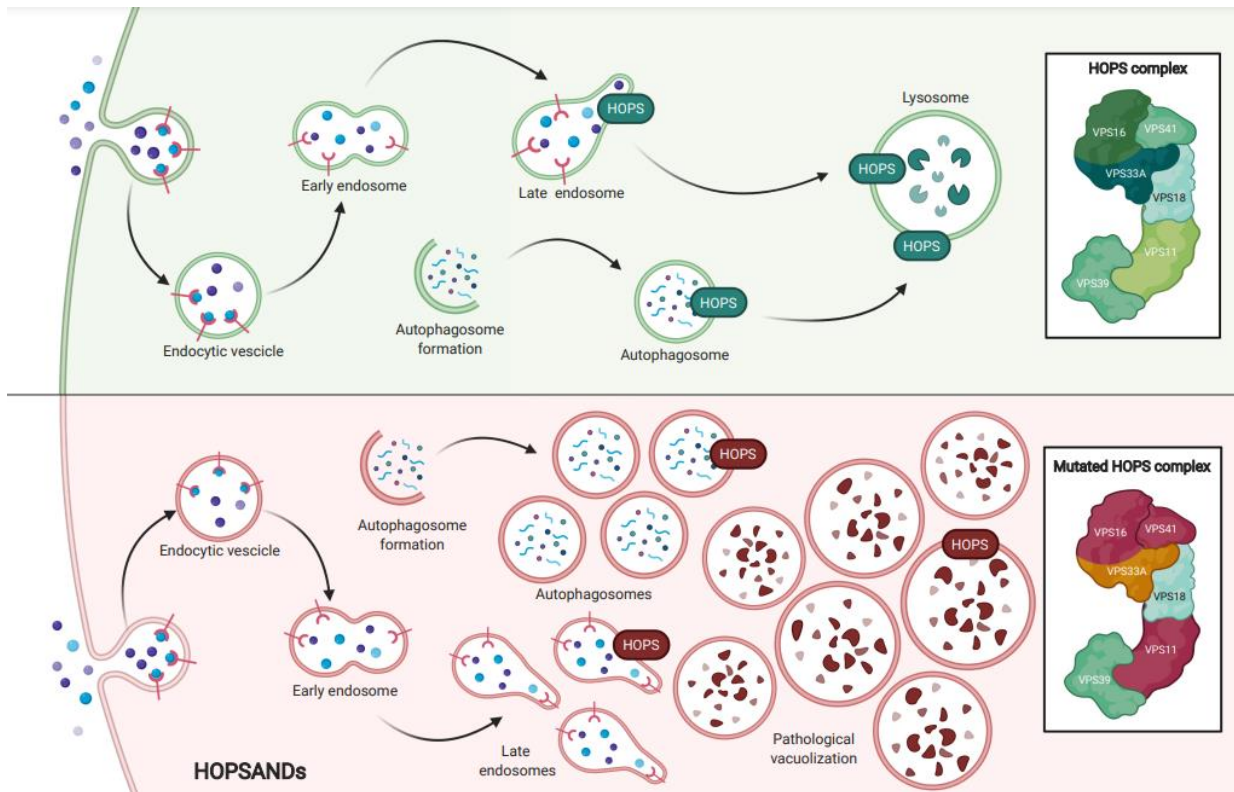 HOPS complex
VPS16
VPS41
VPS33A
VPS18
VPS11
VPS39
Early endosome
HOPS
Late endosome
Lysosome
HOPS
HOPS
Endocytic vescicle
Autophagosome
formation
HOPS
Autophagosome
Endocytic vescicle
Autophagosome
formation
HOPS
Autophagosomes
HOPS
Mutated HOPS complex
VPS16
VPS41
VPS33A
VPS18
VPS11
VPS39
Early endosome
HOPS
Late
endosomes
Pathological
vacuolization
HOPSANDs